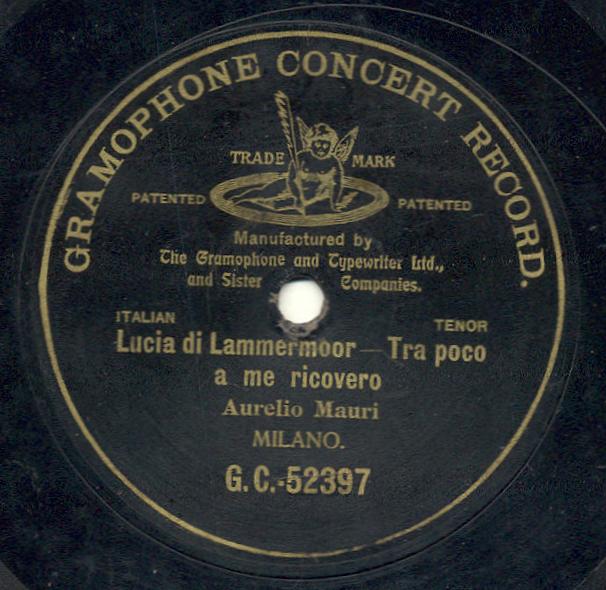 GRAMOPHONE CONCERT RECORD.
TRADE MARK
PATENTED PATENTED
Manufactured by
The Gramophone and Typewriter Ltd.,
and Sister Companies.
ITALIAN TENOR
Lucia di Lammermoor — Tra poco
a me ricovero
Aurelio Mauri
MILANO.
G.C.-52397